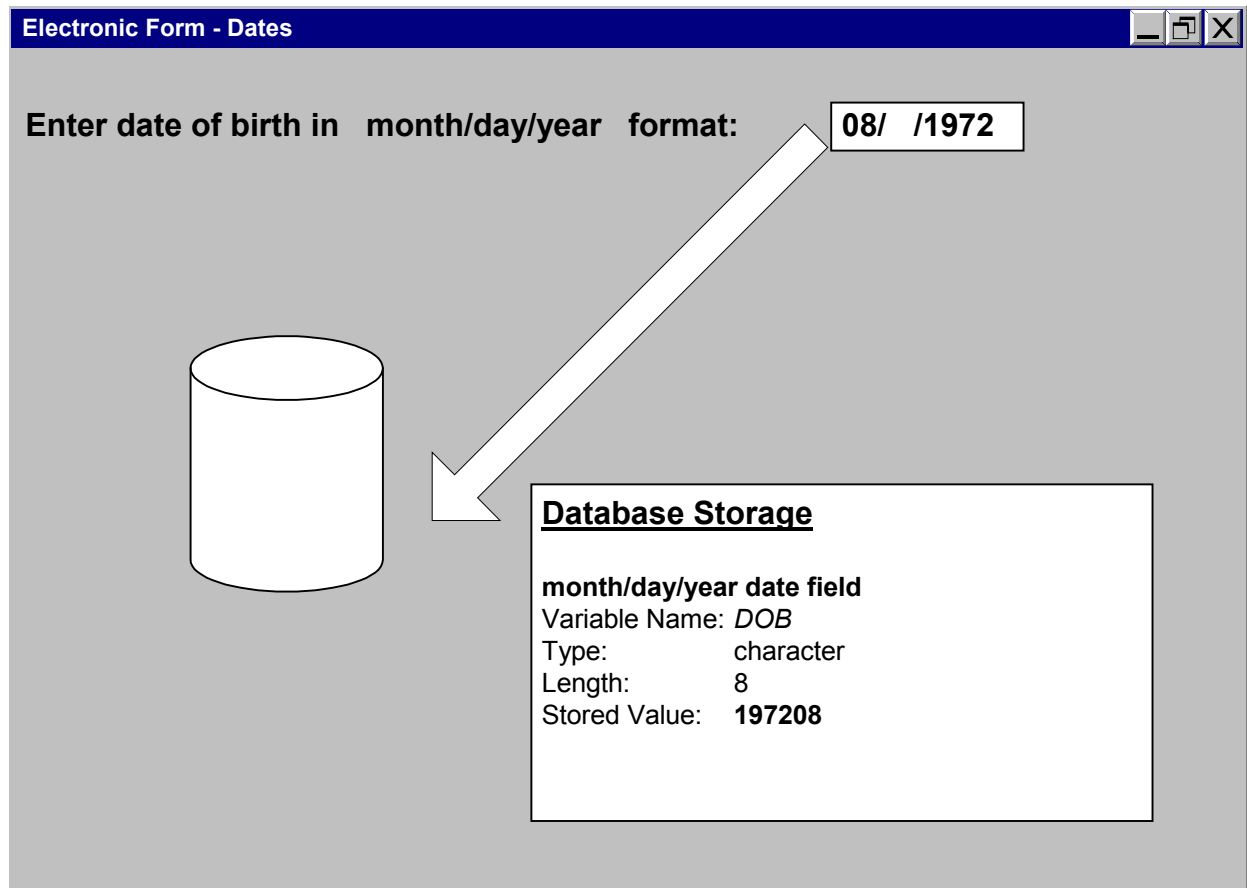 Electronic Form - Dates
Enter date of birth in month/day/year format: 08/ /1972
Database Storage
month/day/year date field
Variable Name: DOB
Type: character
Length: 8
Stored Value: 197208